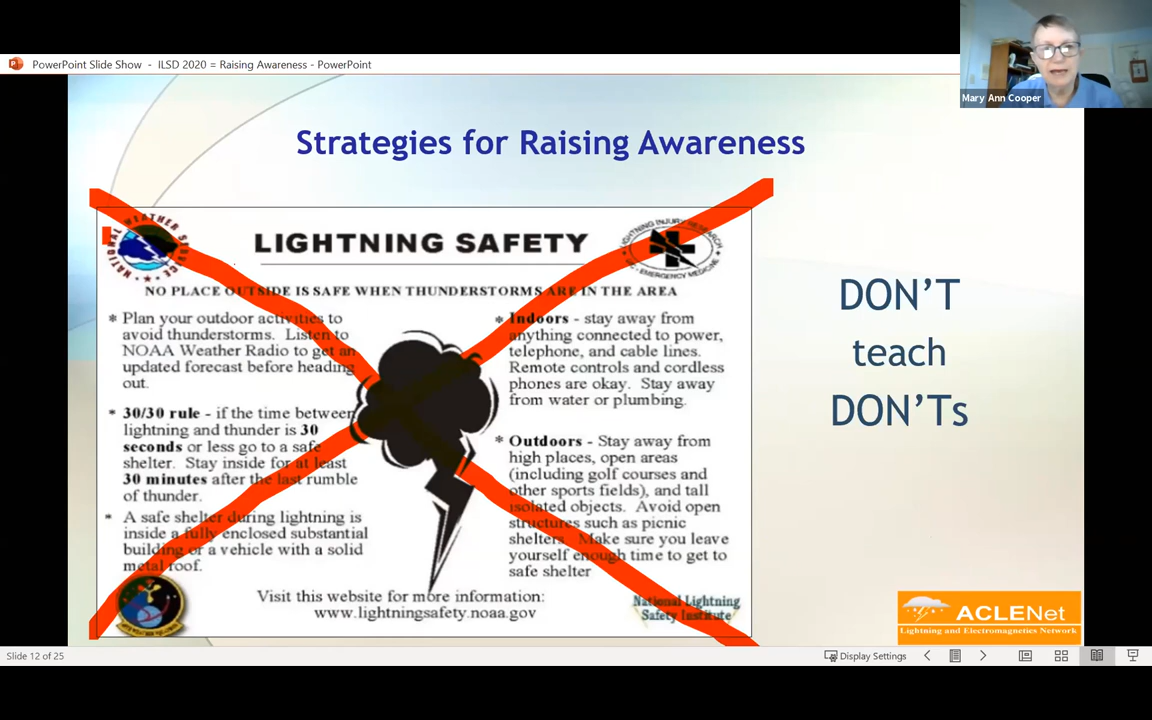 PowerPoint Slide Show - ILSD 2020 = Raising Awareness - PowerPoint
Mary Ann Cooper
Strategies for Raising Awareness
NATIONAL WEATHER SERVICE
LIGHTNING SAFETY
LIGHTNING INJURY RESEARCH
EMERGENCY MEDICINE
NO PLACE OUTSIDE IS SAFE WHEN THUNDERSTORMS ARE IN THE AREA
* Plan your outdoor activities to
avoid thunderstorms. Listen to
NOAA Weather Radio to get an
updated forecast before heading
out.
* 30/30 rule - if the time between
lightning and thunder is 30
seconds or less go to a safe
shelter. Stay inside for at least
30 minutes after the last rumble
of thunder.
* A safe shelter during lightning is
inside a fully enclosed substantial
building or a vehicle with a solid
metal roof.
* Indoors - stay away from
anything connected to power,
telephone, and cable lines.
Remote controls and cordless
phones are okay. Stay away
from water or plumbing.
* Outdoors - Stay away from
high places, open areas
(including golf courses and
other sports fields), and tall
isolated objects. Avoid open
structures such as picnic
shelters. Make sure you leave
yourself enough time to get to
safe shelter
Visit this website for more information:
www.lightningsafety.noaa.gov
National Lightning
Safety Institute
DON'T
teach
DON'Ts
ACLENet
Lightning and Electromagnetics Network
Slide 12 of 25
Display Settings